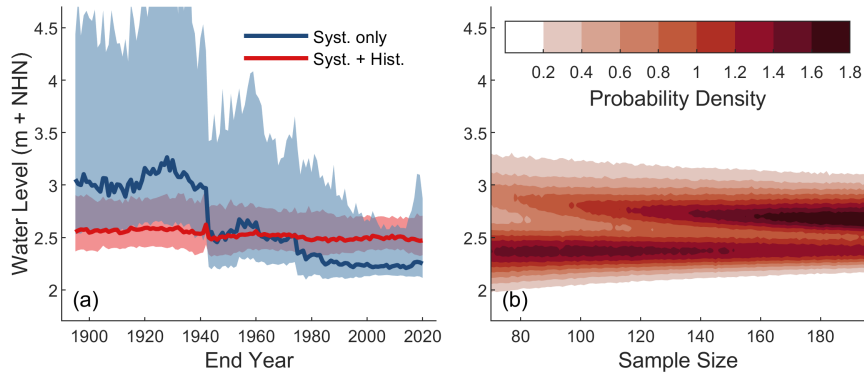 Water Level (m + NHN)
4.5
4
3.5
3
2.5
2
Syst. only
Syst. + Hist.
(a)
1900 1920 1940 1960 1980 2000 2020
End Year
0.2 0.4 0.6 0.8 1 1.2 1.4 1.6 1.8
Probability Density
4.5
4
3.5
3
2.5
2
(b)
80 100 120 140 160 180
Sample Size